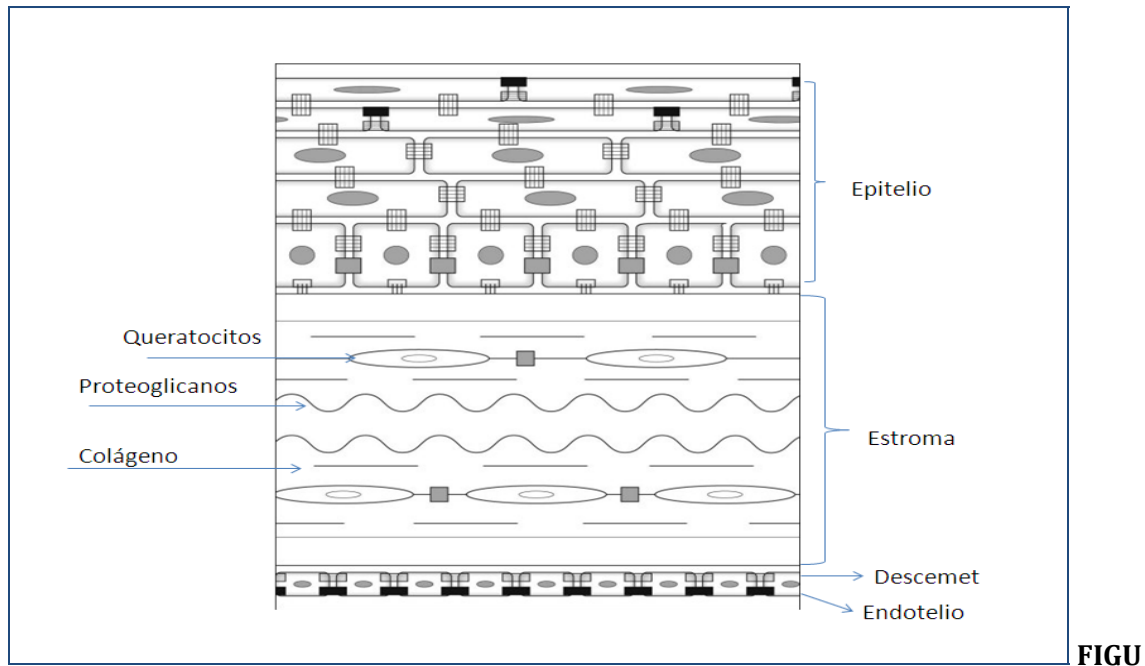 Epitelio
Queratocitos
Proteoglicanos
Estroma
Colágeno
Descemet
Endotelio
FIGU